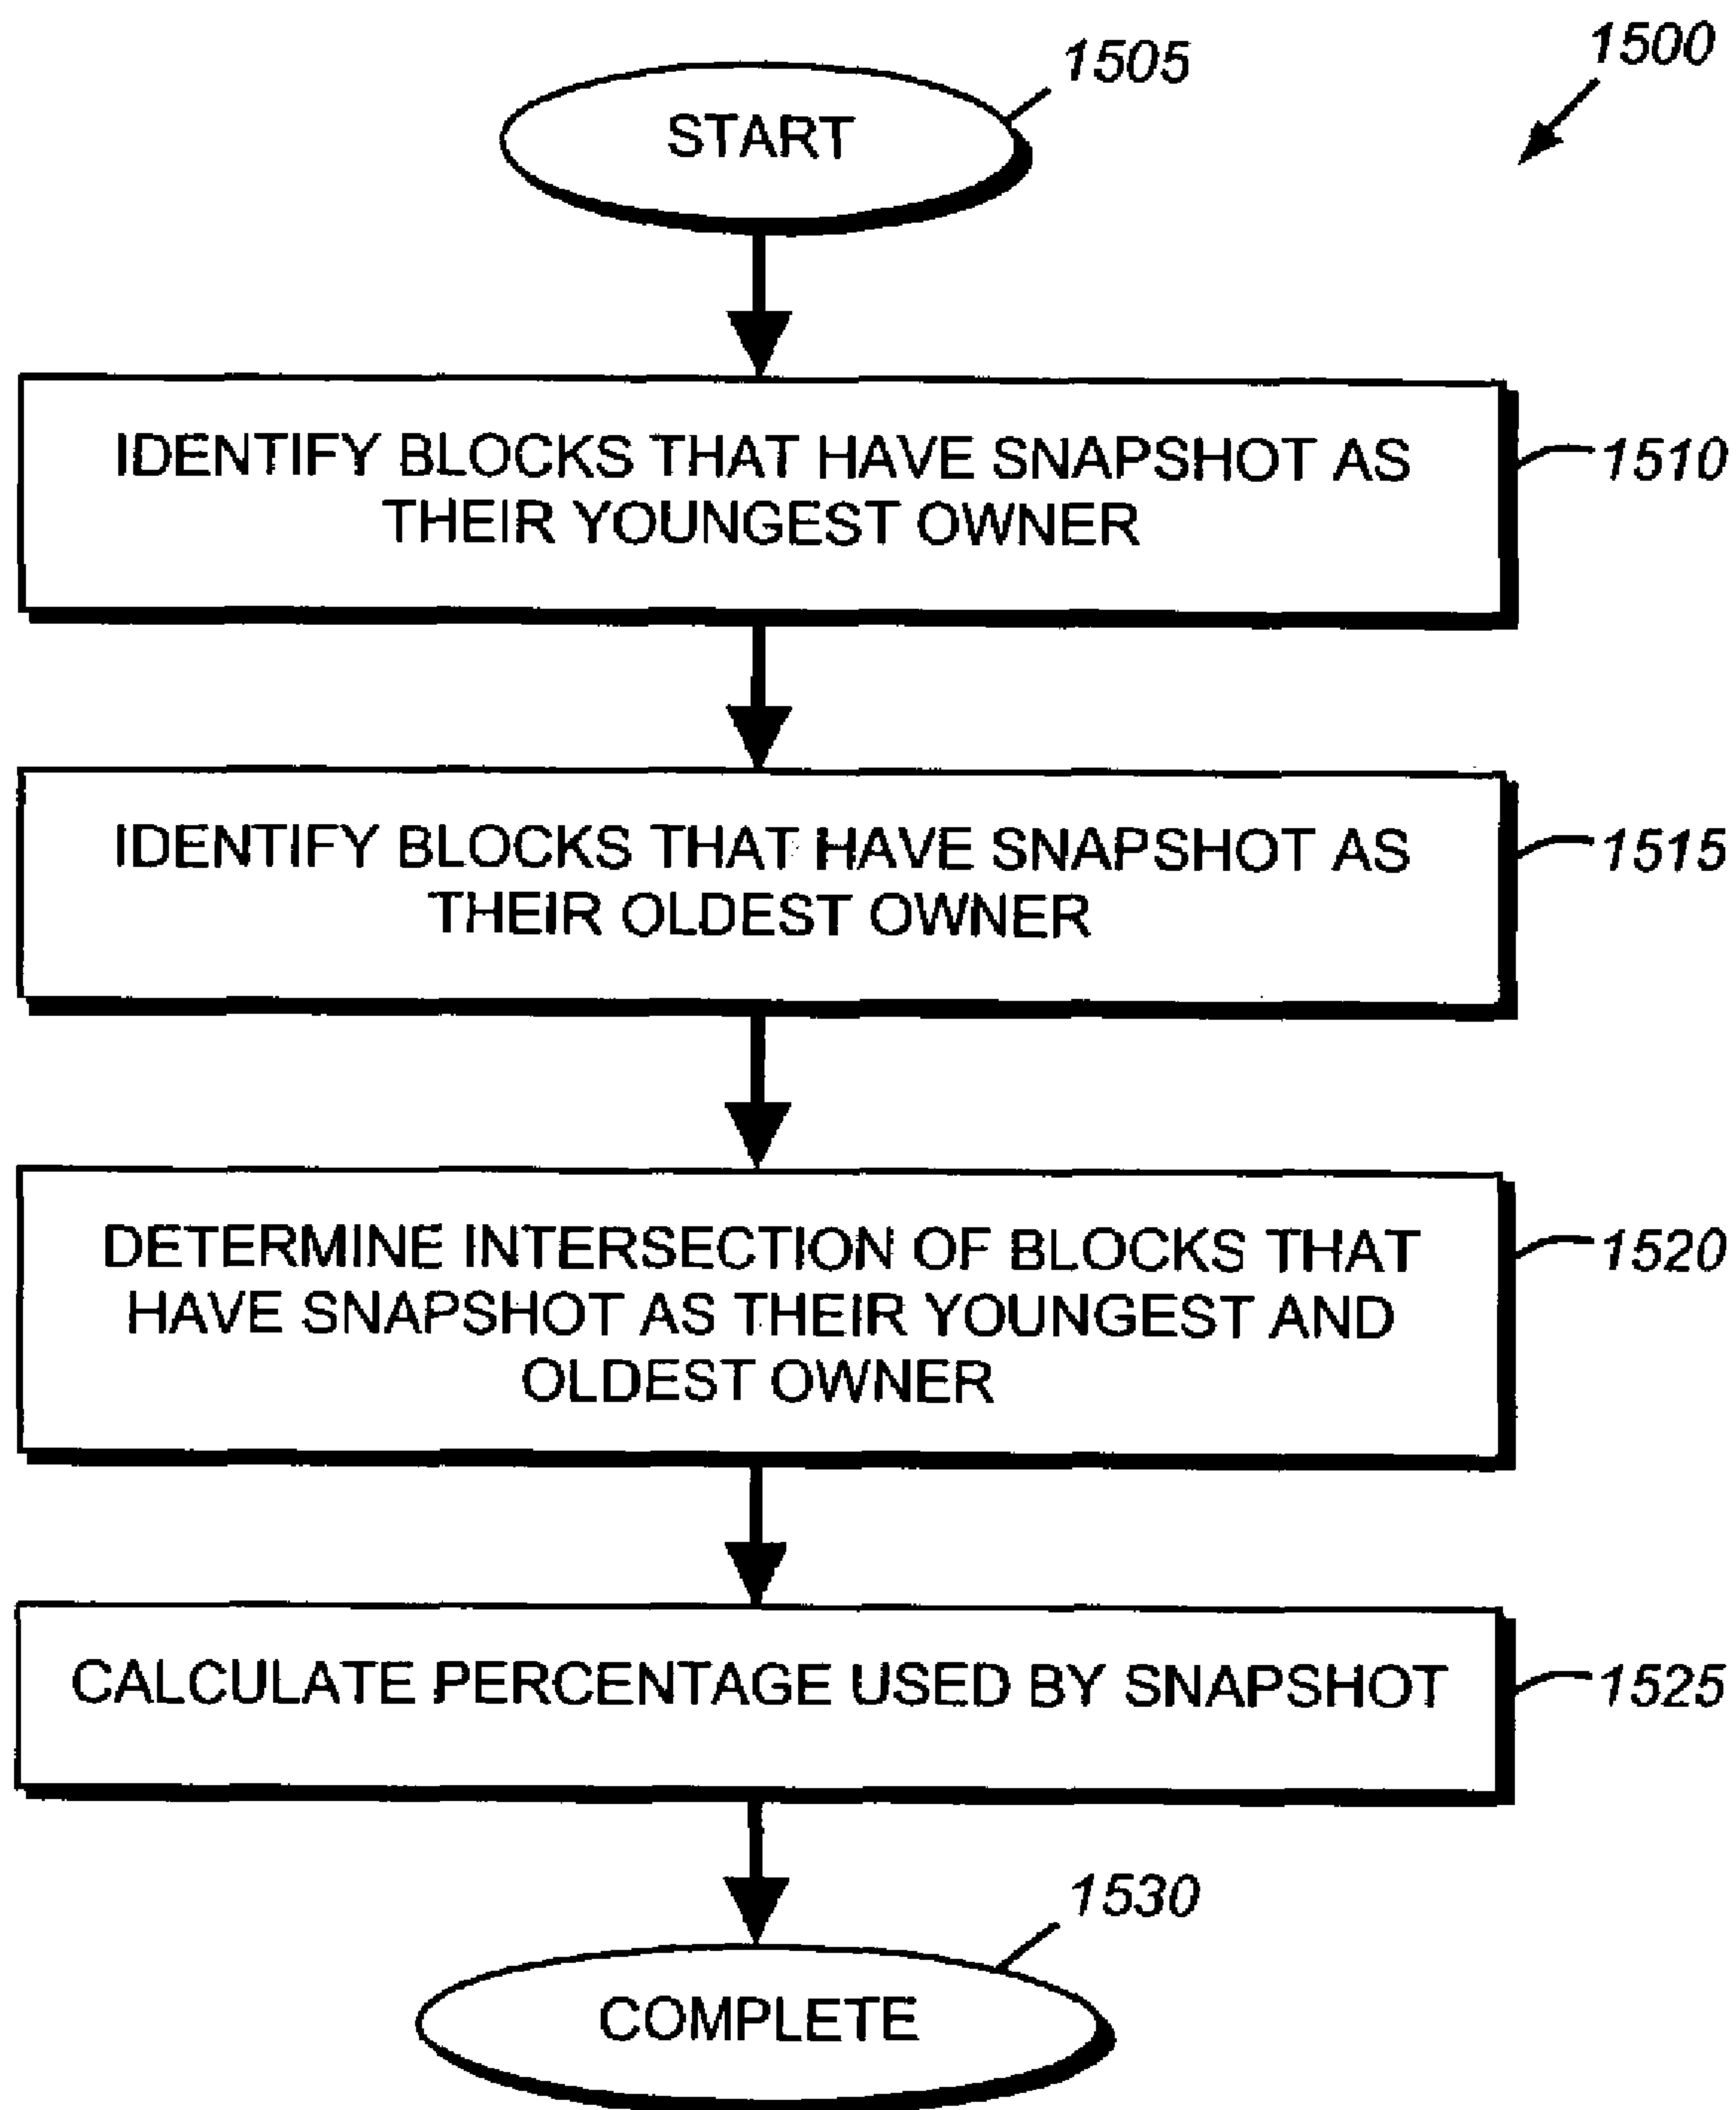 1500
1505
START
IDENTIFY BLOCKS THAT HAVE SNAPSHOT AS
THEIR YOUNGEST OWNER
1510
IDENTIFY BLOCKS THAT HAVE SNAPSHOT AS
THEIR OLDEST OWNER
1515
DETERMINE INTERSECTION OF BLOCKS THAT
HAVE SNAPSHOT AS THEIR YOUNGEST AND
OLDEST OWNER
1520
CALCULATE PERCENTAGE USED BY SNAPSHOT
1525
1530
COMPLETE